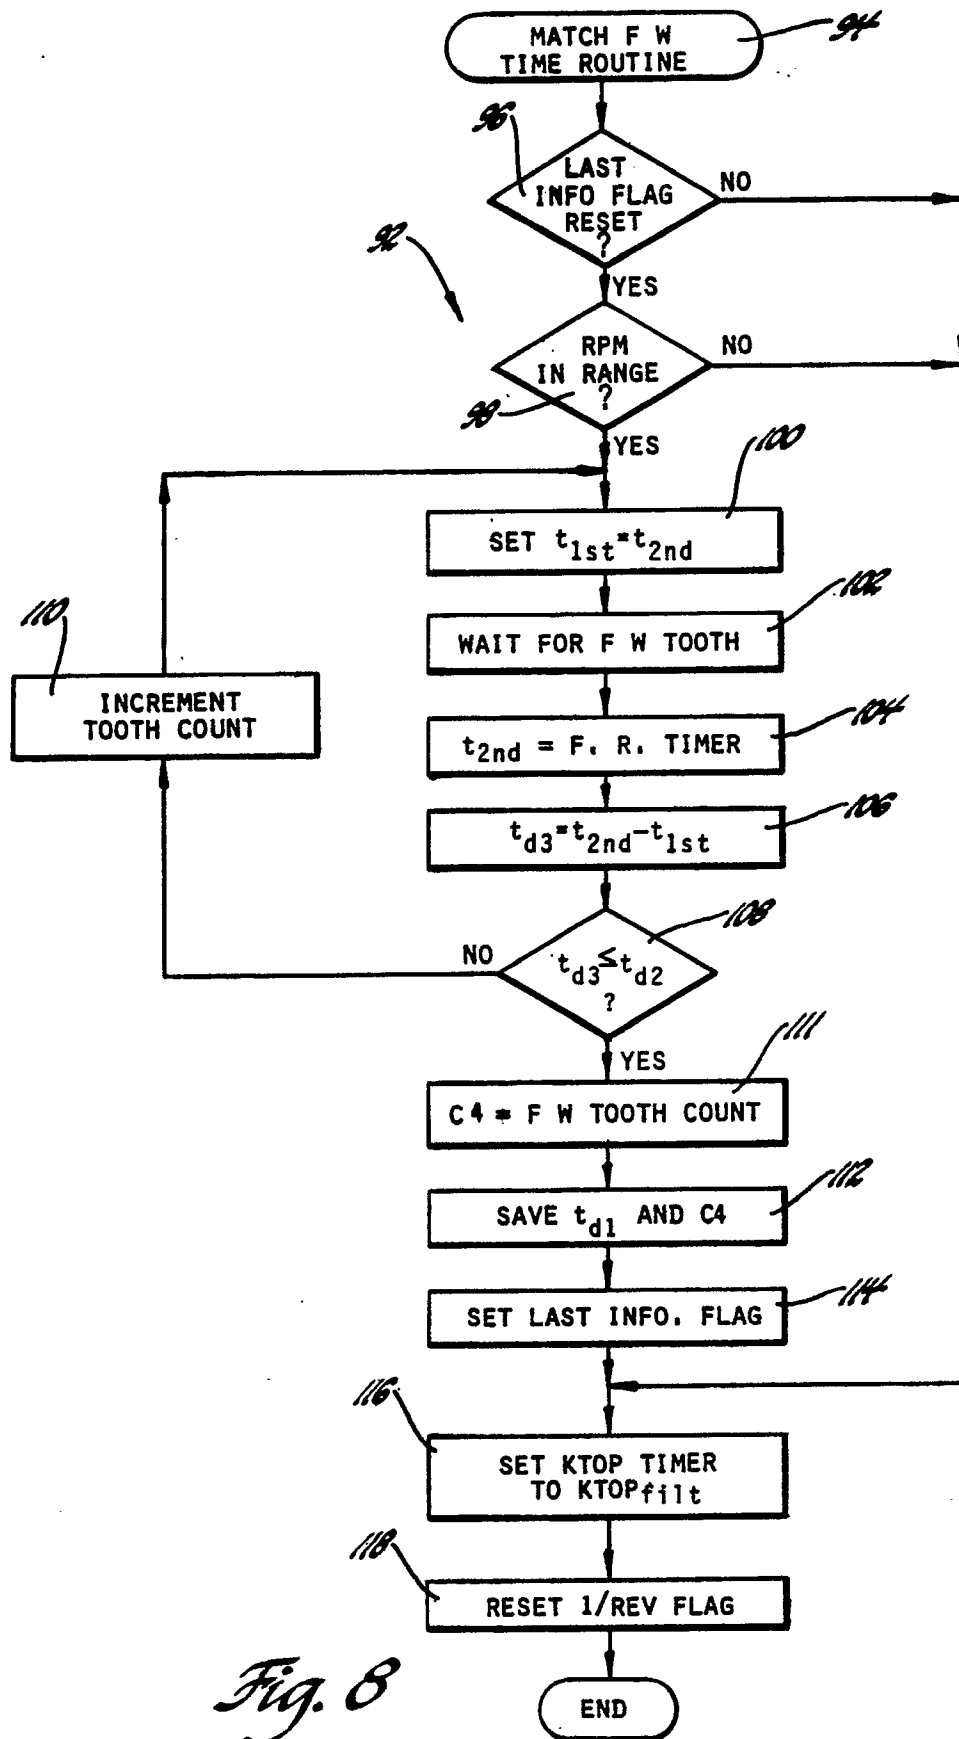 MATCH F W
TIME ROUTINE
94
96
LAST
INFO FLAG
RESET
?
NO
92
YES
RPM
IN RANGE
?
NO
98
YES
100
SET t1st=t2nd
102
WAIT FOR F W TOOTH
110
INCREMENT
TOOTH COUNT
104
t2nd = F. R. TIMER
106
td3=t2nd-t1st
108
NO
td3≤td2
?
YES
111
C4 = F W TOOTH COUNT
112
SAVE td1 AND C4
114
SET LAST INFO. FLAG
116
SET KTOP TIMER
TO KTOPfilt
118
RESET 1/REV FLAG
END
Fig. 8